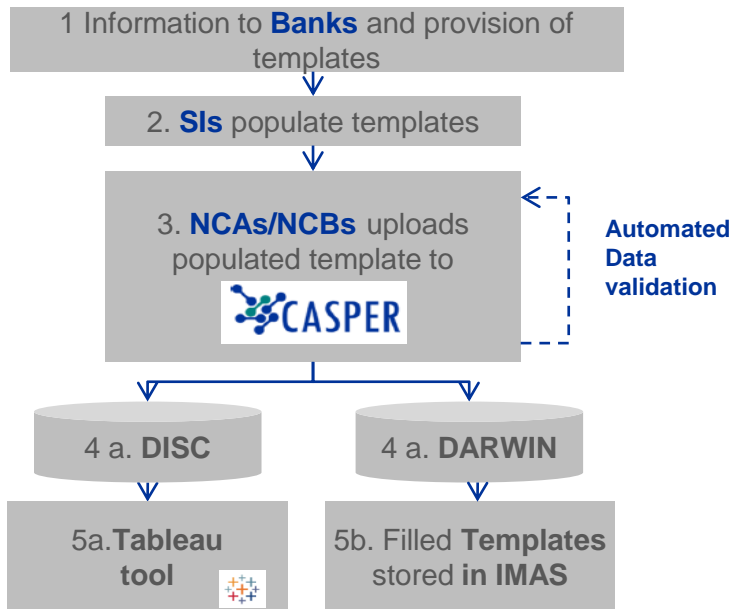 1 Information to Banks and provision of
templates
2. SIs populate templates
3. NCAs/NCBs uploads
populated template to
CASPER
Automated
Data
validation
4 a. DISC
4 a. DARWIN
5a.Tableau
tool
5b. Filled Templates
stored in IMAS